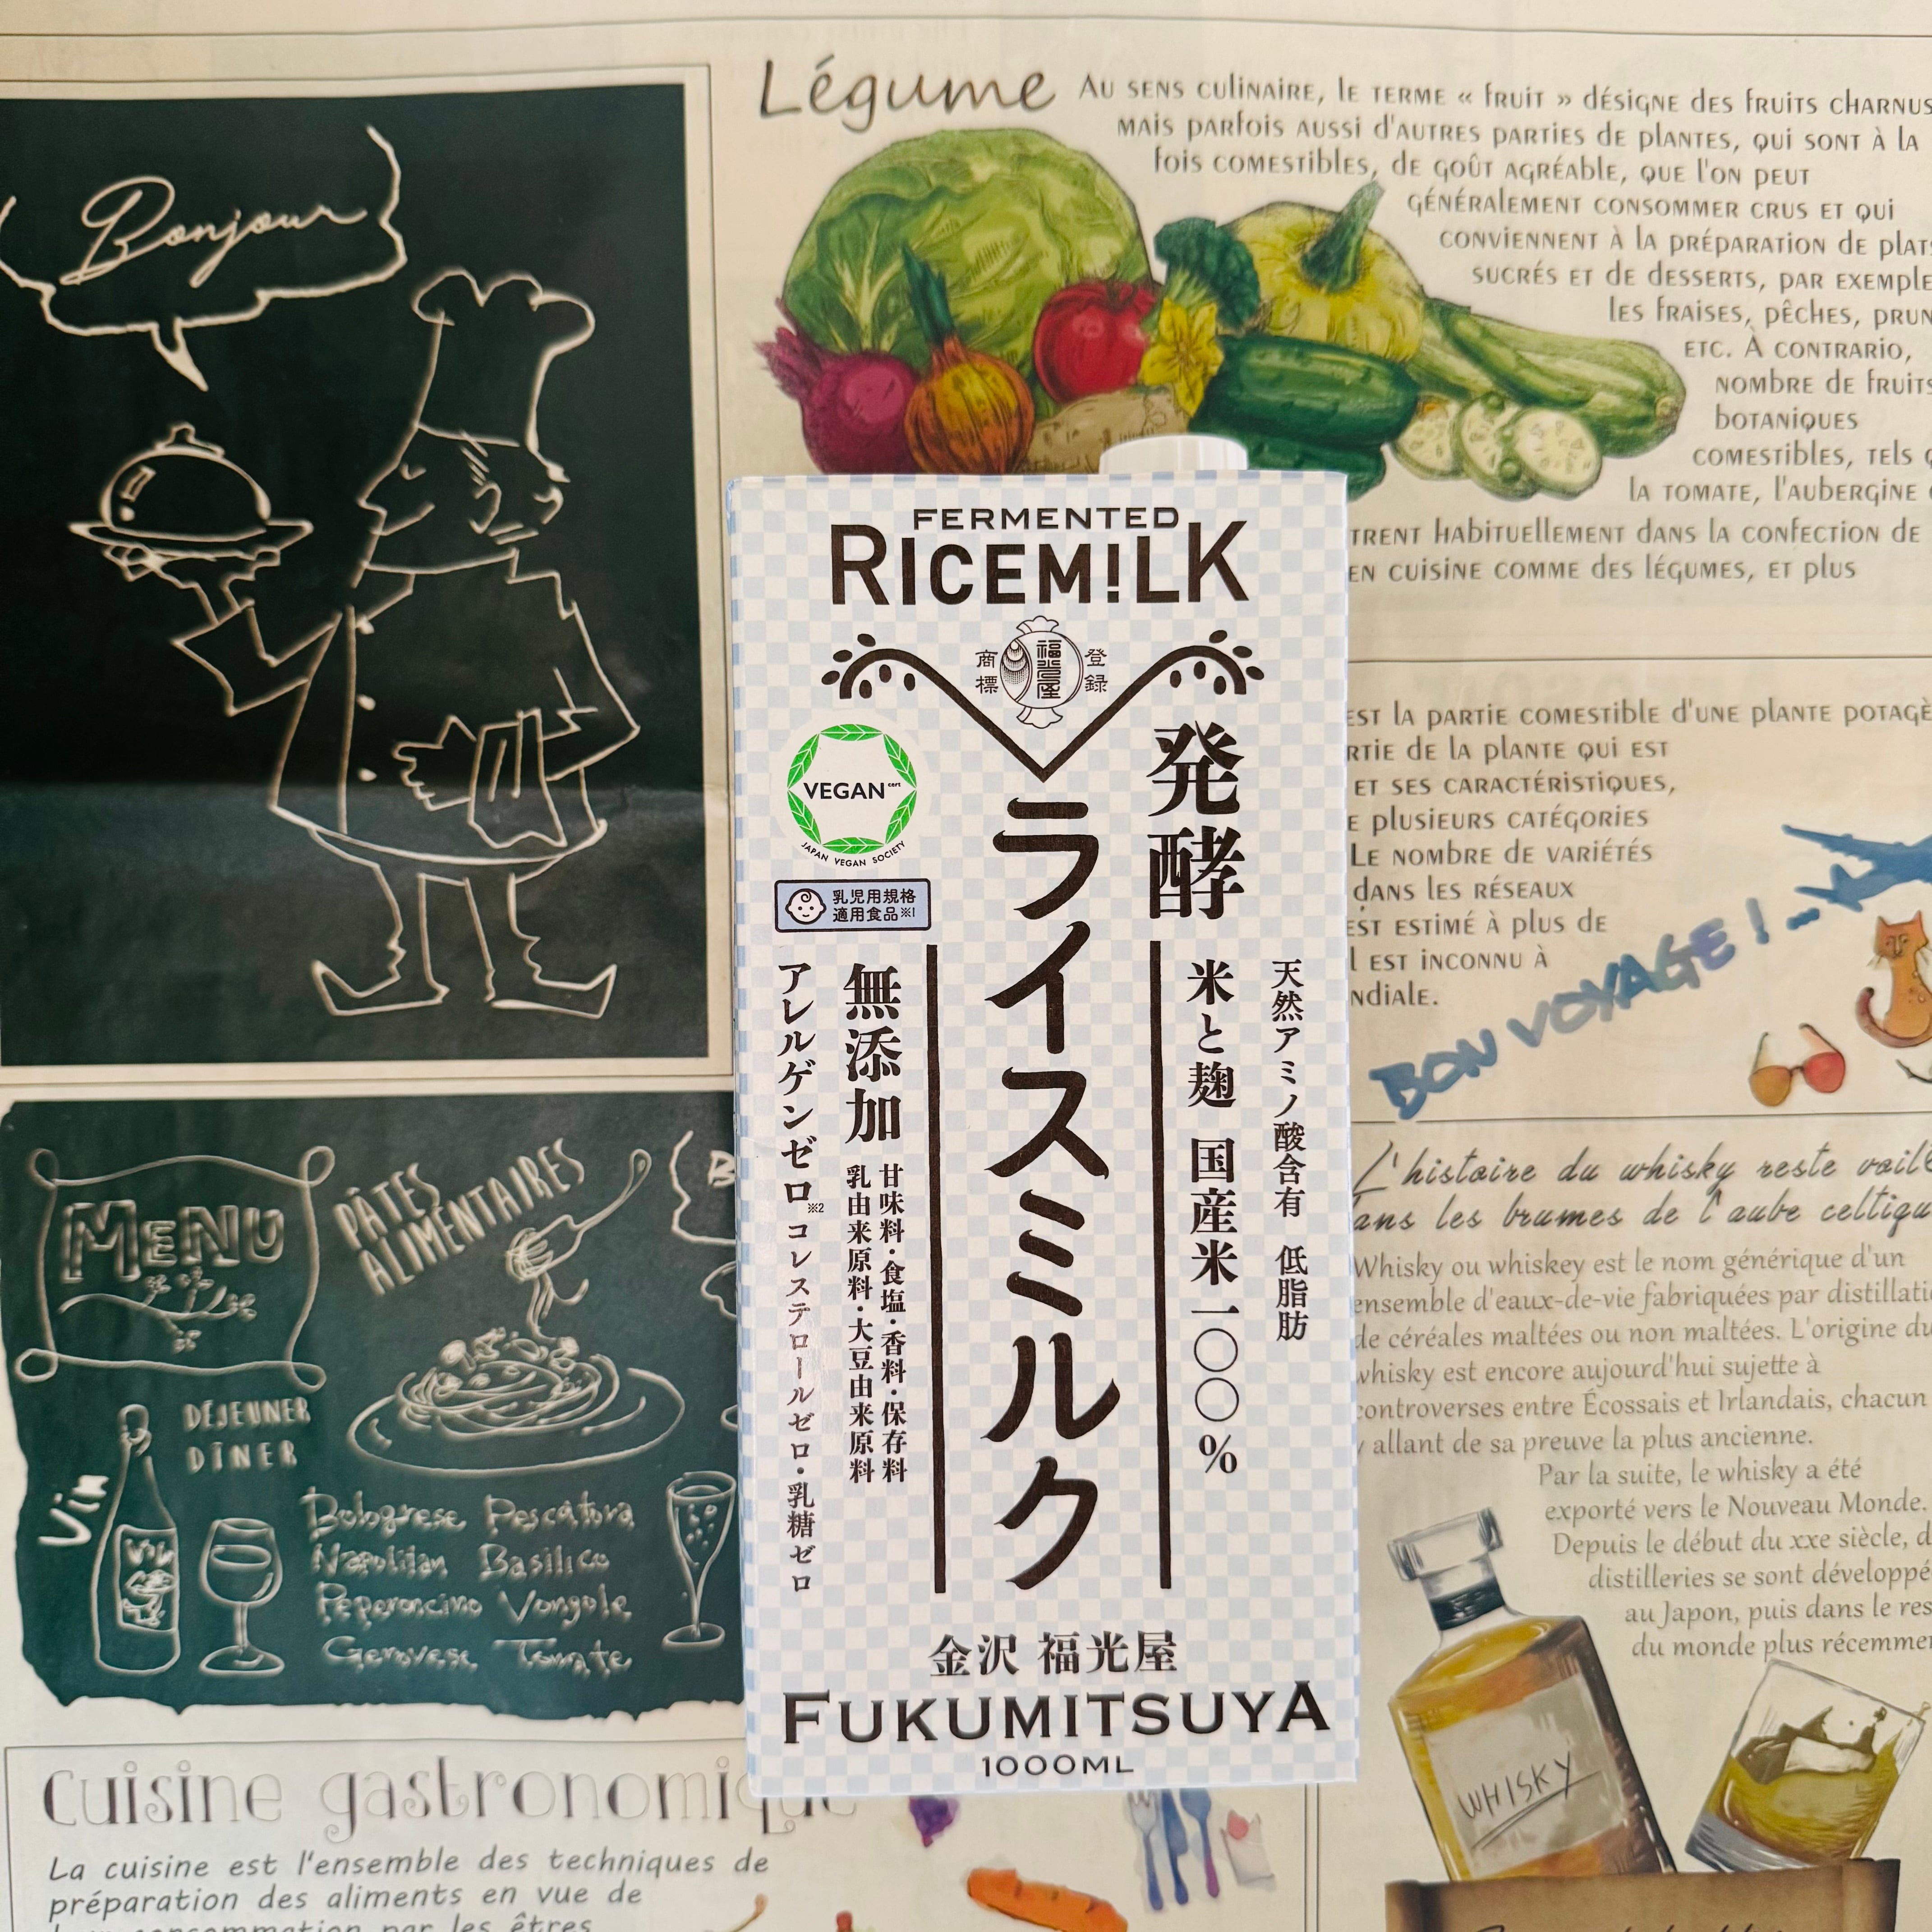 Bonjour
Légume
Au sens culinaire, le terme « fruit » désigne des fruits charnus
mais parfois aussi d'autres parties de plantes, qui sont à la
fois comestibles, de goût agréable, que l'on peut
généralement consommer crus et qui
conviennent à la préparation de plats
sucrés et de desserts, par exemple
les fraises, pêches, prun
etc. À contrario,
nombre de fruits
botaniques
comestibles, tels q
la tomate, l'aubergine
trent habituellement dans la confection de
en cuisine comme des légumes, et plus
est la partie comestible d'une plante potagè
rtie de la plante qui est
et ses caractéristiques,
e plusieurs catégories
Le nombre de variétés
dans les réseaux
est estimé à plus de
l est inconnu à
ndiale.
BON VOYAGE!
FERMENTED
RICEM!LK
商標
福光屋
登録
VEGAN cert
JAPAN VEGAN SOCIETY
乳児用規格
適用食品※1
発酵
ライスミルク
天然アミノ酸含有 低脂肪
米と麹 国産米一〇〇%
無添加
甘味料・食塩・香料・保存料
乳由来原料・大豆由来原料
アレルゲンゼロ※2 コレステロールゼロ・乳糖ゼロ
金沢 福光屋
FUKUMITSUYA
1000ML
MENU
PÂTES
ALIMENTAIRES
DÉJEUNER
DÎNER
Vin
Bolognese Pescatora
Napolitan Basilico
Peperoncino Vongole
Genovese Tomate
L'histoire du whisky reste voilé
ans les brumes de l'aube celtiqu
Whisky ou whiskey est le nom générique d'un
ensemble d'eaux-de-vie fabriquées par distillati
de céréales maltées ou non maltées. L'origine du
whisky est encore aujourd'hui sujette à
controverses entre Écossais et Irlandais, chacun
y allant de sa preuve la plus ancienne.
Par la suite, le whisky a été
exporté vers le Nouveau Monde.
Depuis le début du xxe siècle, d
distilleries se sont développé
au Japon, puis dans le res
du monde plus récemmen
WHISKY
Cuisine gastronomique
La cuisine est l'ensemble des techniques de
préparation des aliments en vue de
consommation par les êtres